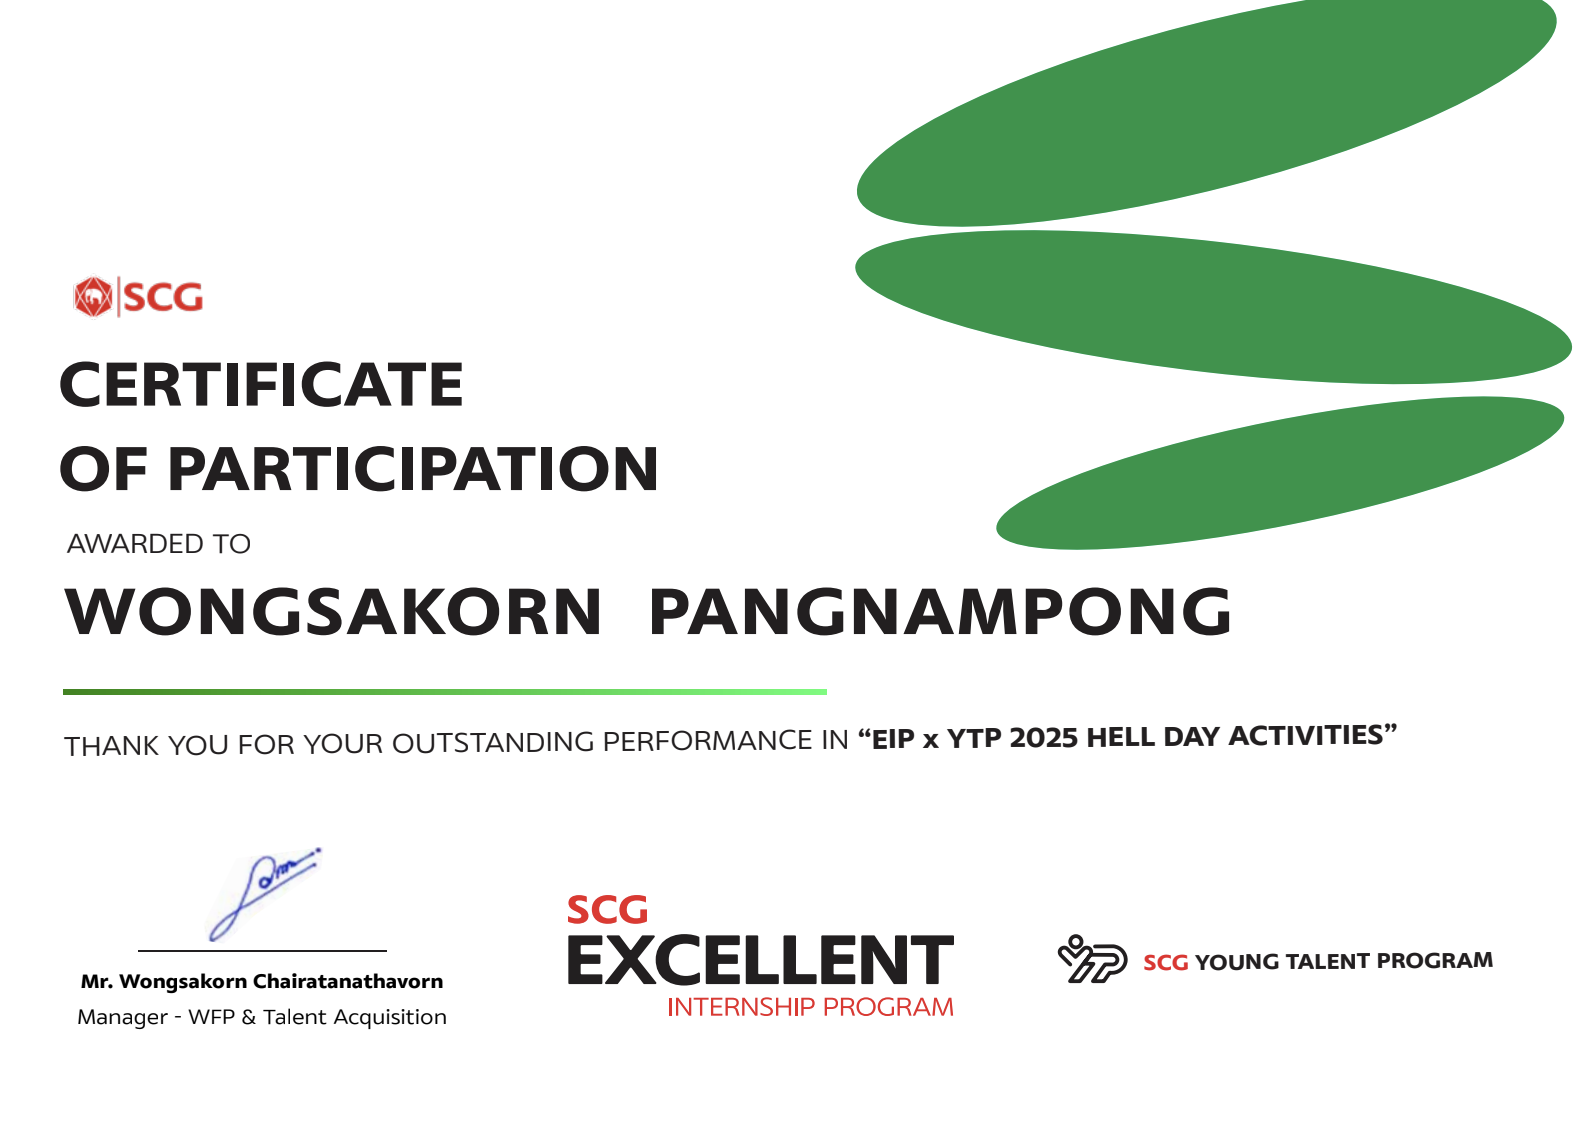 SCG
CERTIFICATE
OF PARTICIPATION
AWARDED TO
WONGSAKORN PANGNAMPONG
THANK YOU FOR YOUR OUTSTANDING PERFORMANCE IN “EIP x YTP 2025 HELL DAY ACTIVITIES”
Mr. Wongsakorn Chairatanathavorn
Manager - WFP & Talent Acquisition
SCG
EXCELLENT
INTERNSHIP PROGRAM
SCG YOUNG TALENT PROGRAM